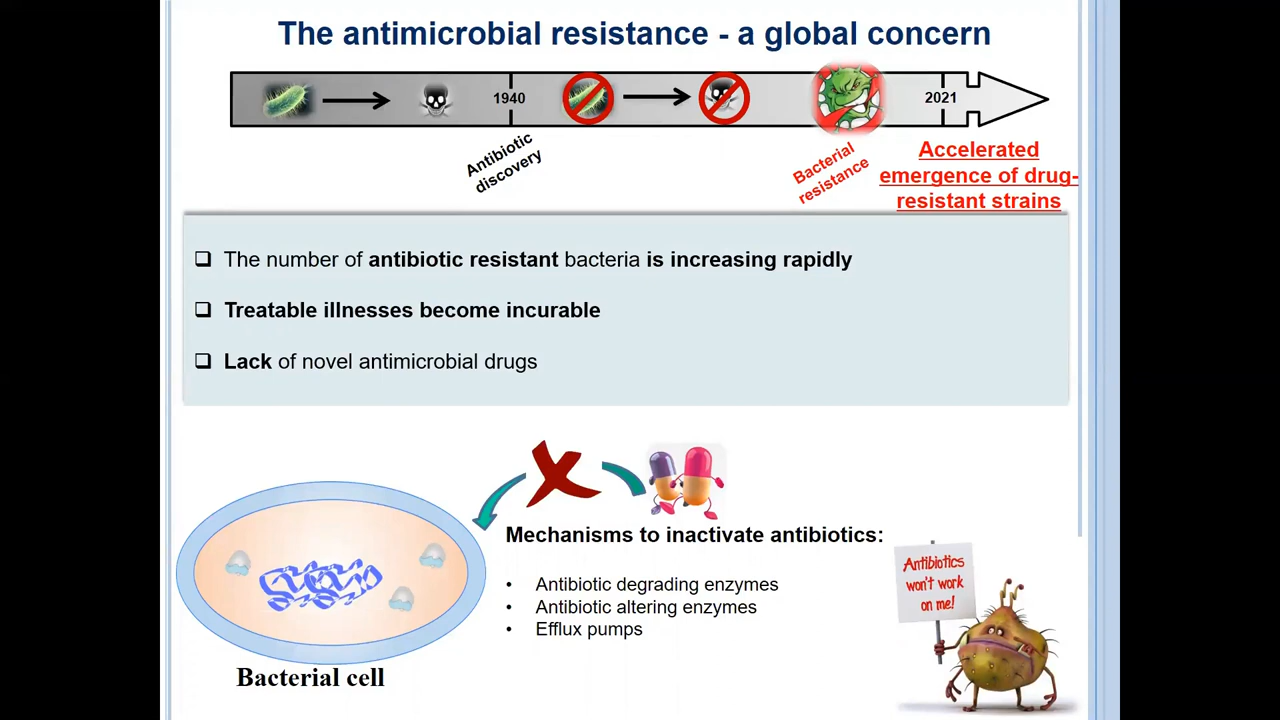 The antimicrobial resistance - a global concern
1940
2021
Antibiotic
discovery
Bacterial
resistance
Accelerated
emergence of drug-
resistant strains
The number of antibiotic resistant bacteria is increasing rapidly
Treatable illnesses become incurable
Lack of novel antimicrobial drugs
Mechanisms to inactivate antibiotics:
• Antibiotic degrading enzymes
• Antibiotic altering enzymes
• Efflux pumps
Antibiotics
won't work
on me!
Bacterial cell